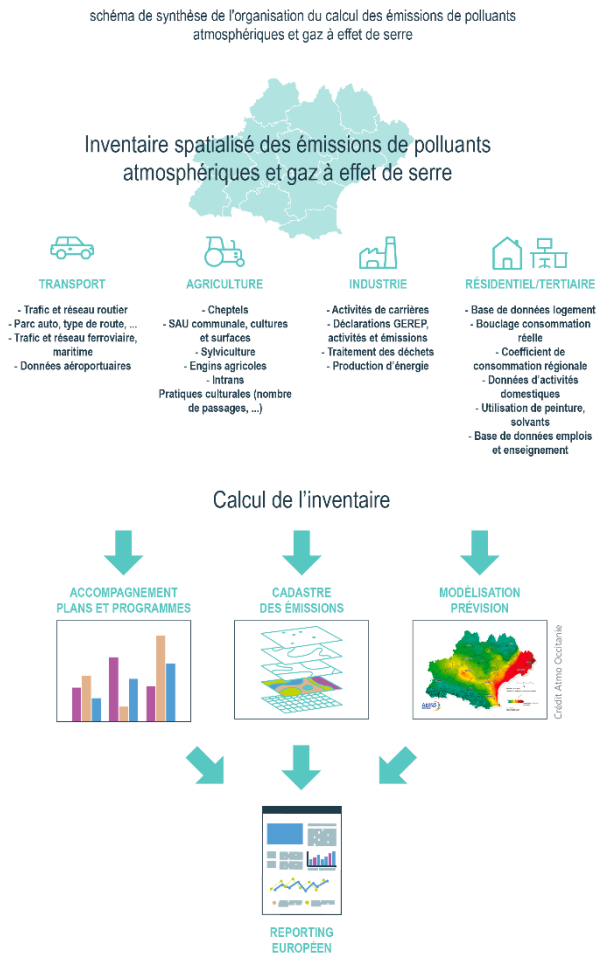 schéma de synthèse de l'organisation du calcul des émissions de polluants
atmosphériques et gaz à effet de serre
Inventaire spatialisé des émissions de polluants
atmosphériques et gaz à effet de serre
TRANSPORT
- Trafic et réseau routier
- Parc auto, type de route, ...
- Trafic et réseau ferroviaire,
maritime
- Données aéroportuaires
AGRICULTURE
- Cheptels
- SAU communale, cultures
et surfaces
- Sylviculture
- Engins agricoles
- Intrans
Pratiques culturales (nombre
de passages, ...)
INDUSTRIE
- Activités de carrières
- Déclarations GEREP,
activités et émissions
- Traitement des déchets
- Production d'énergie
RÉSIDENTIEL/TERTIAIRE
- Base de données logement
- Bouclage consommation
réelle
- Coefficient de
consommation régionale
- Données d'activités
domestiques
- Utilisation de peinture,
solvants
- Base de données emplois
et enseignement
Calcul de l'inventaire
ACCOMPAGNEMENT
PLANS ET PROGRAMMES
CADASTRE
DES ÉMISSIONS
MODÉLISATION
PRÉVISION
Crédit Atmo Occitanie
REPORTING
EUROPÉEN